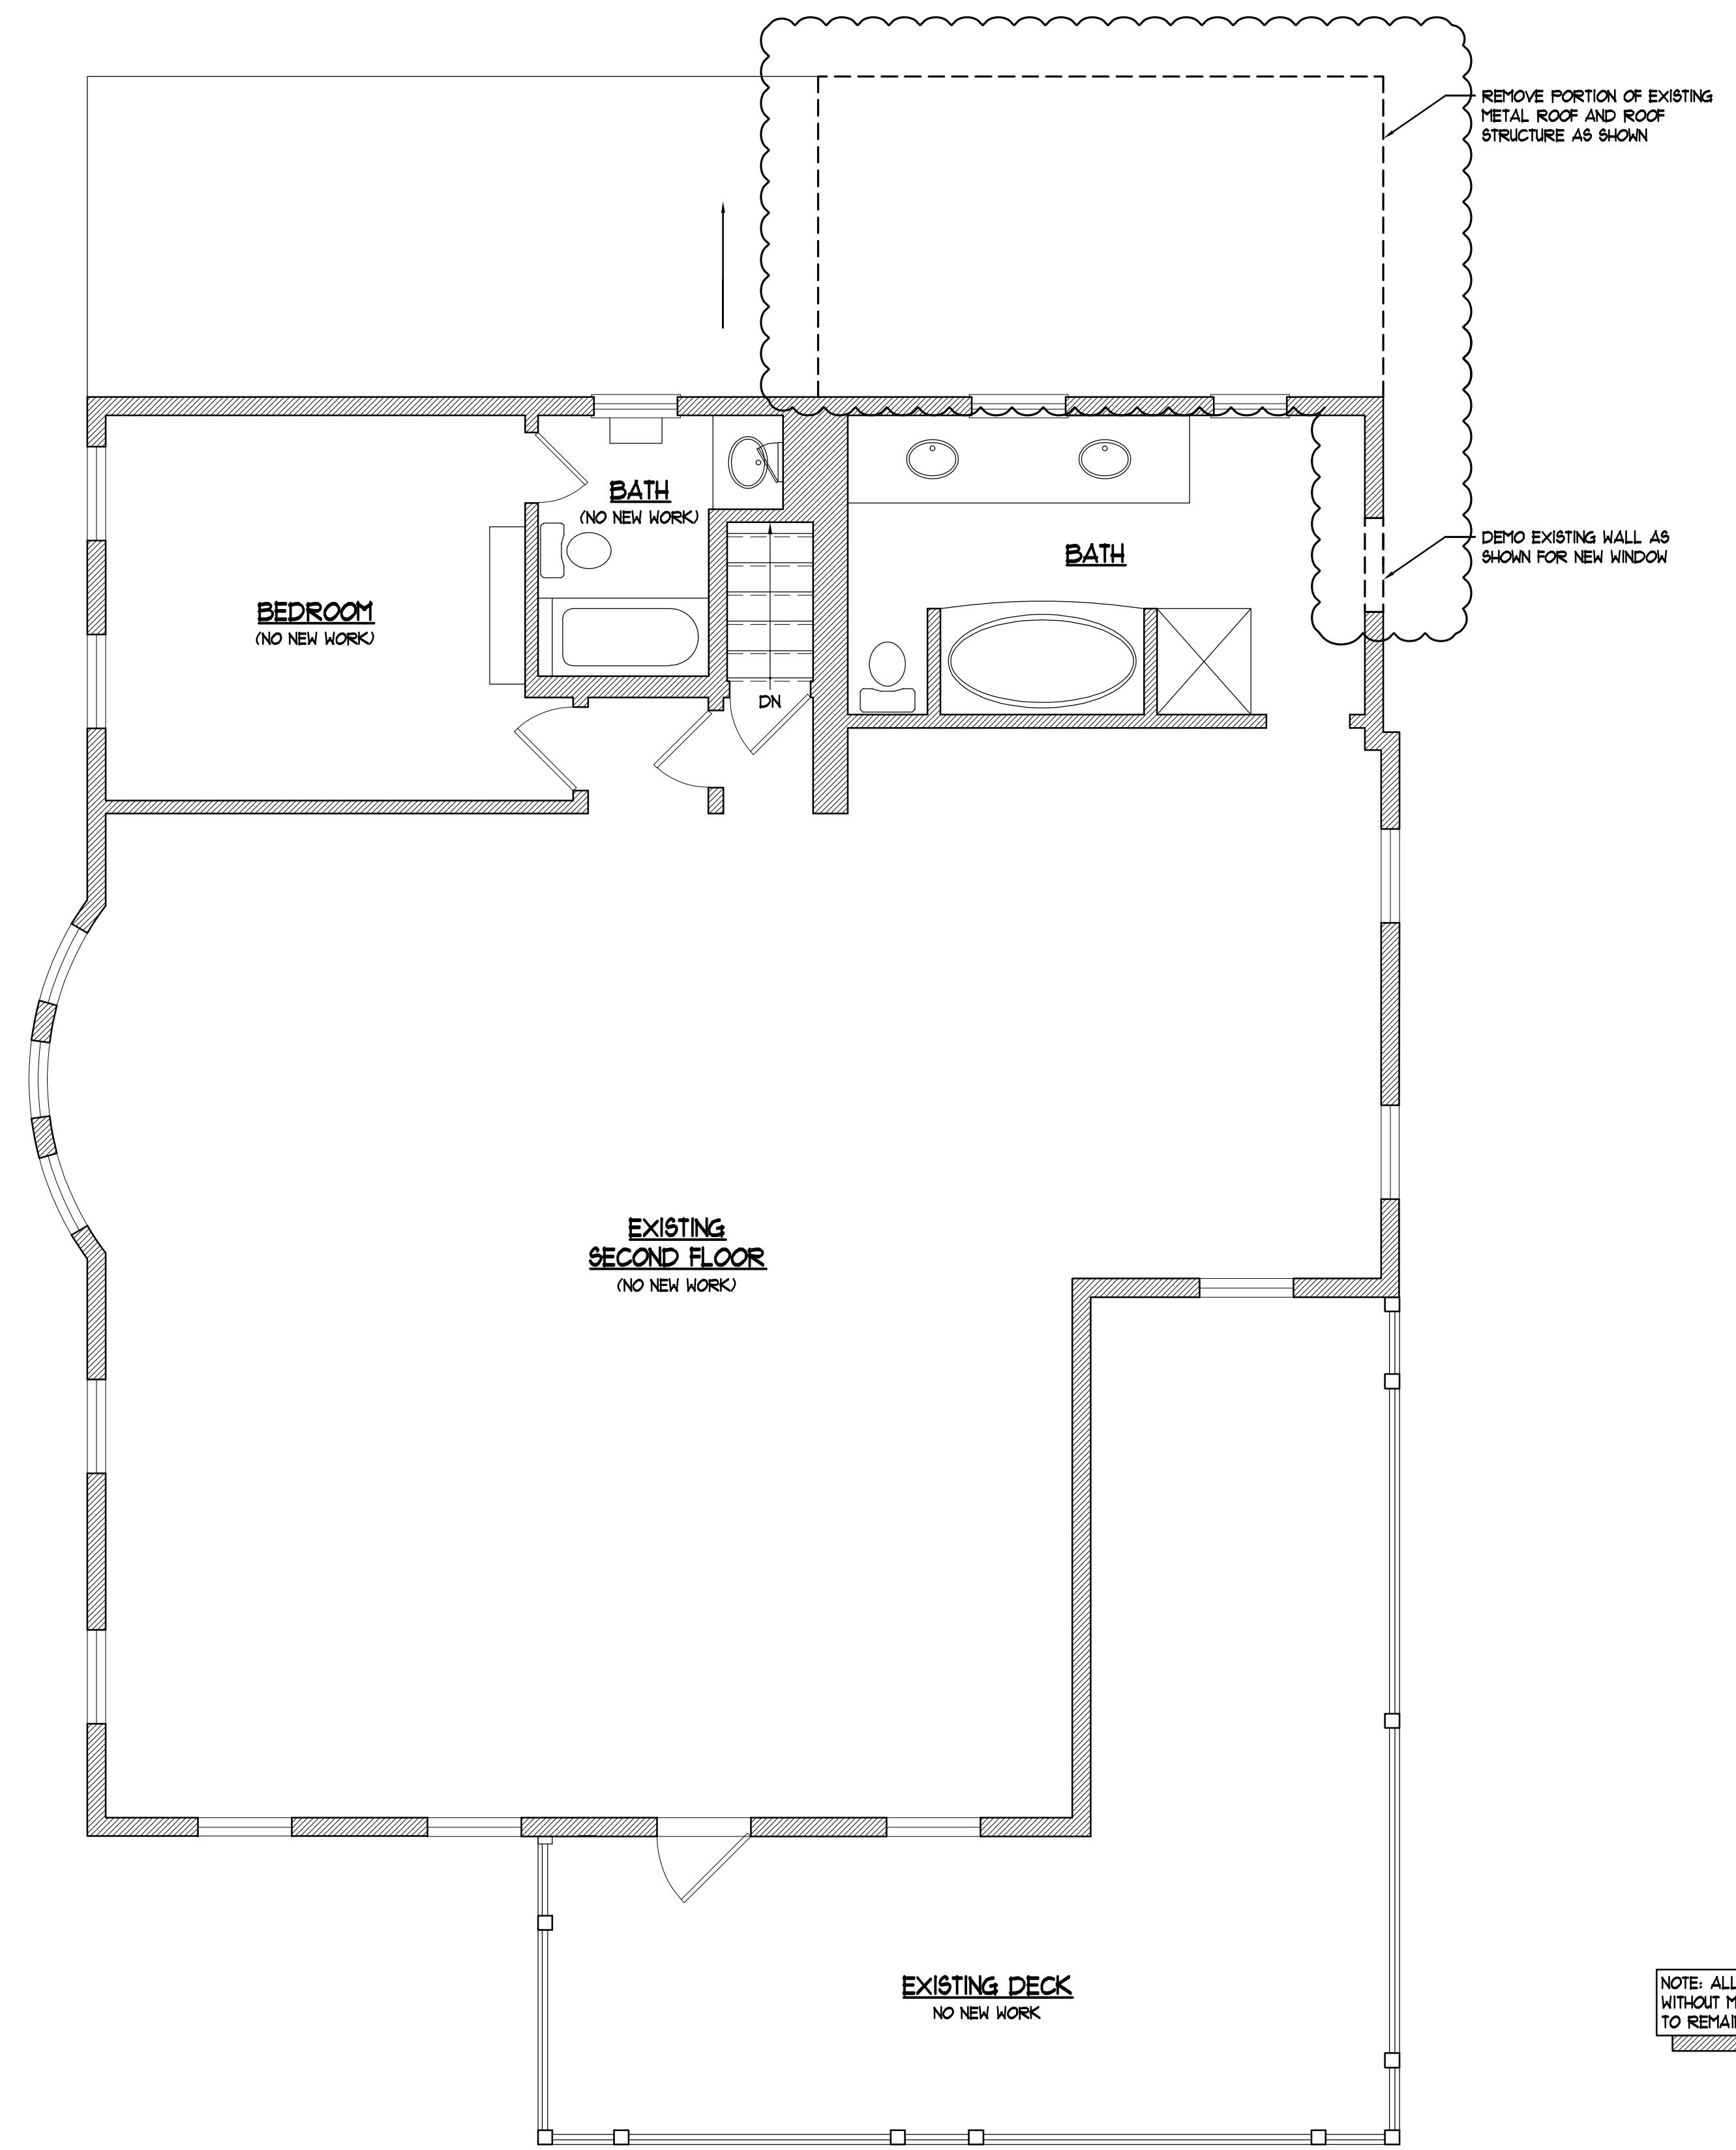 REMOVE PORTION OF EXISTING
METAL ROOF AND ROOF
STRUCTURE AS SHOWN
BATH
(NO NEW WORK)
DEMO EXISTING WALL AS
SHOWN FOR NEW WINDOW
BATH
BEDROOM
(NO NEW WORK)
DN
EXISTING
SECOND FLOOR
(NO NEW WORK)
EXISTING DECK
NO NEW WORK
NOTE: ALL
WITHOUT
TO